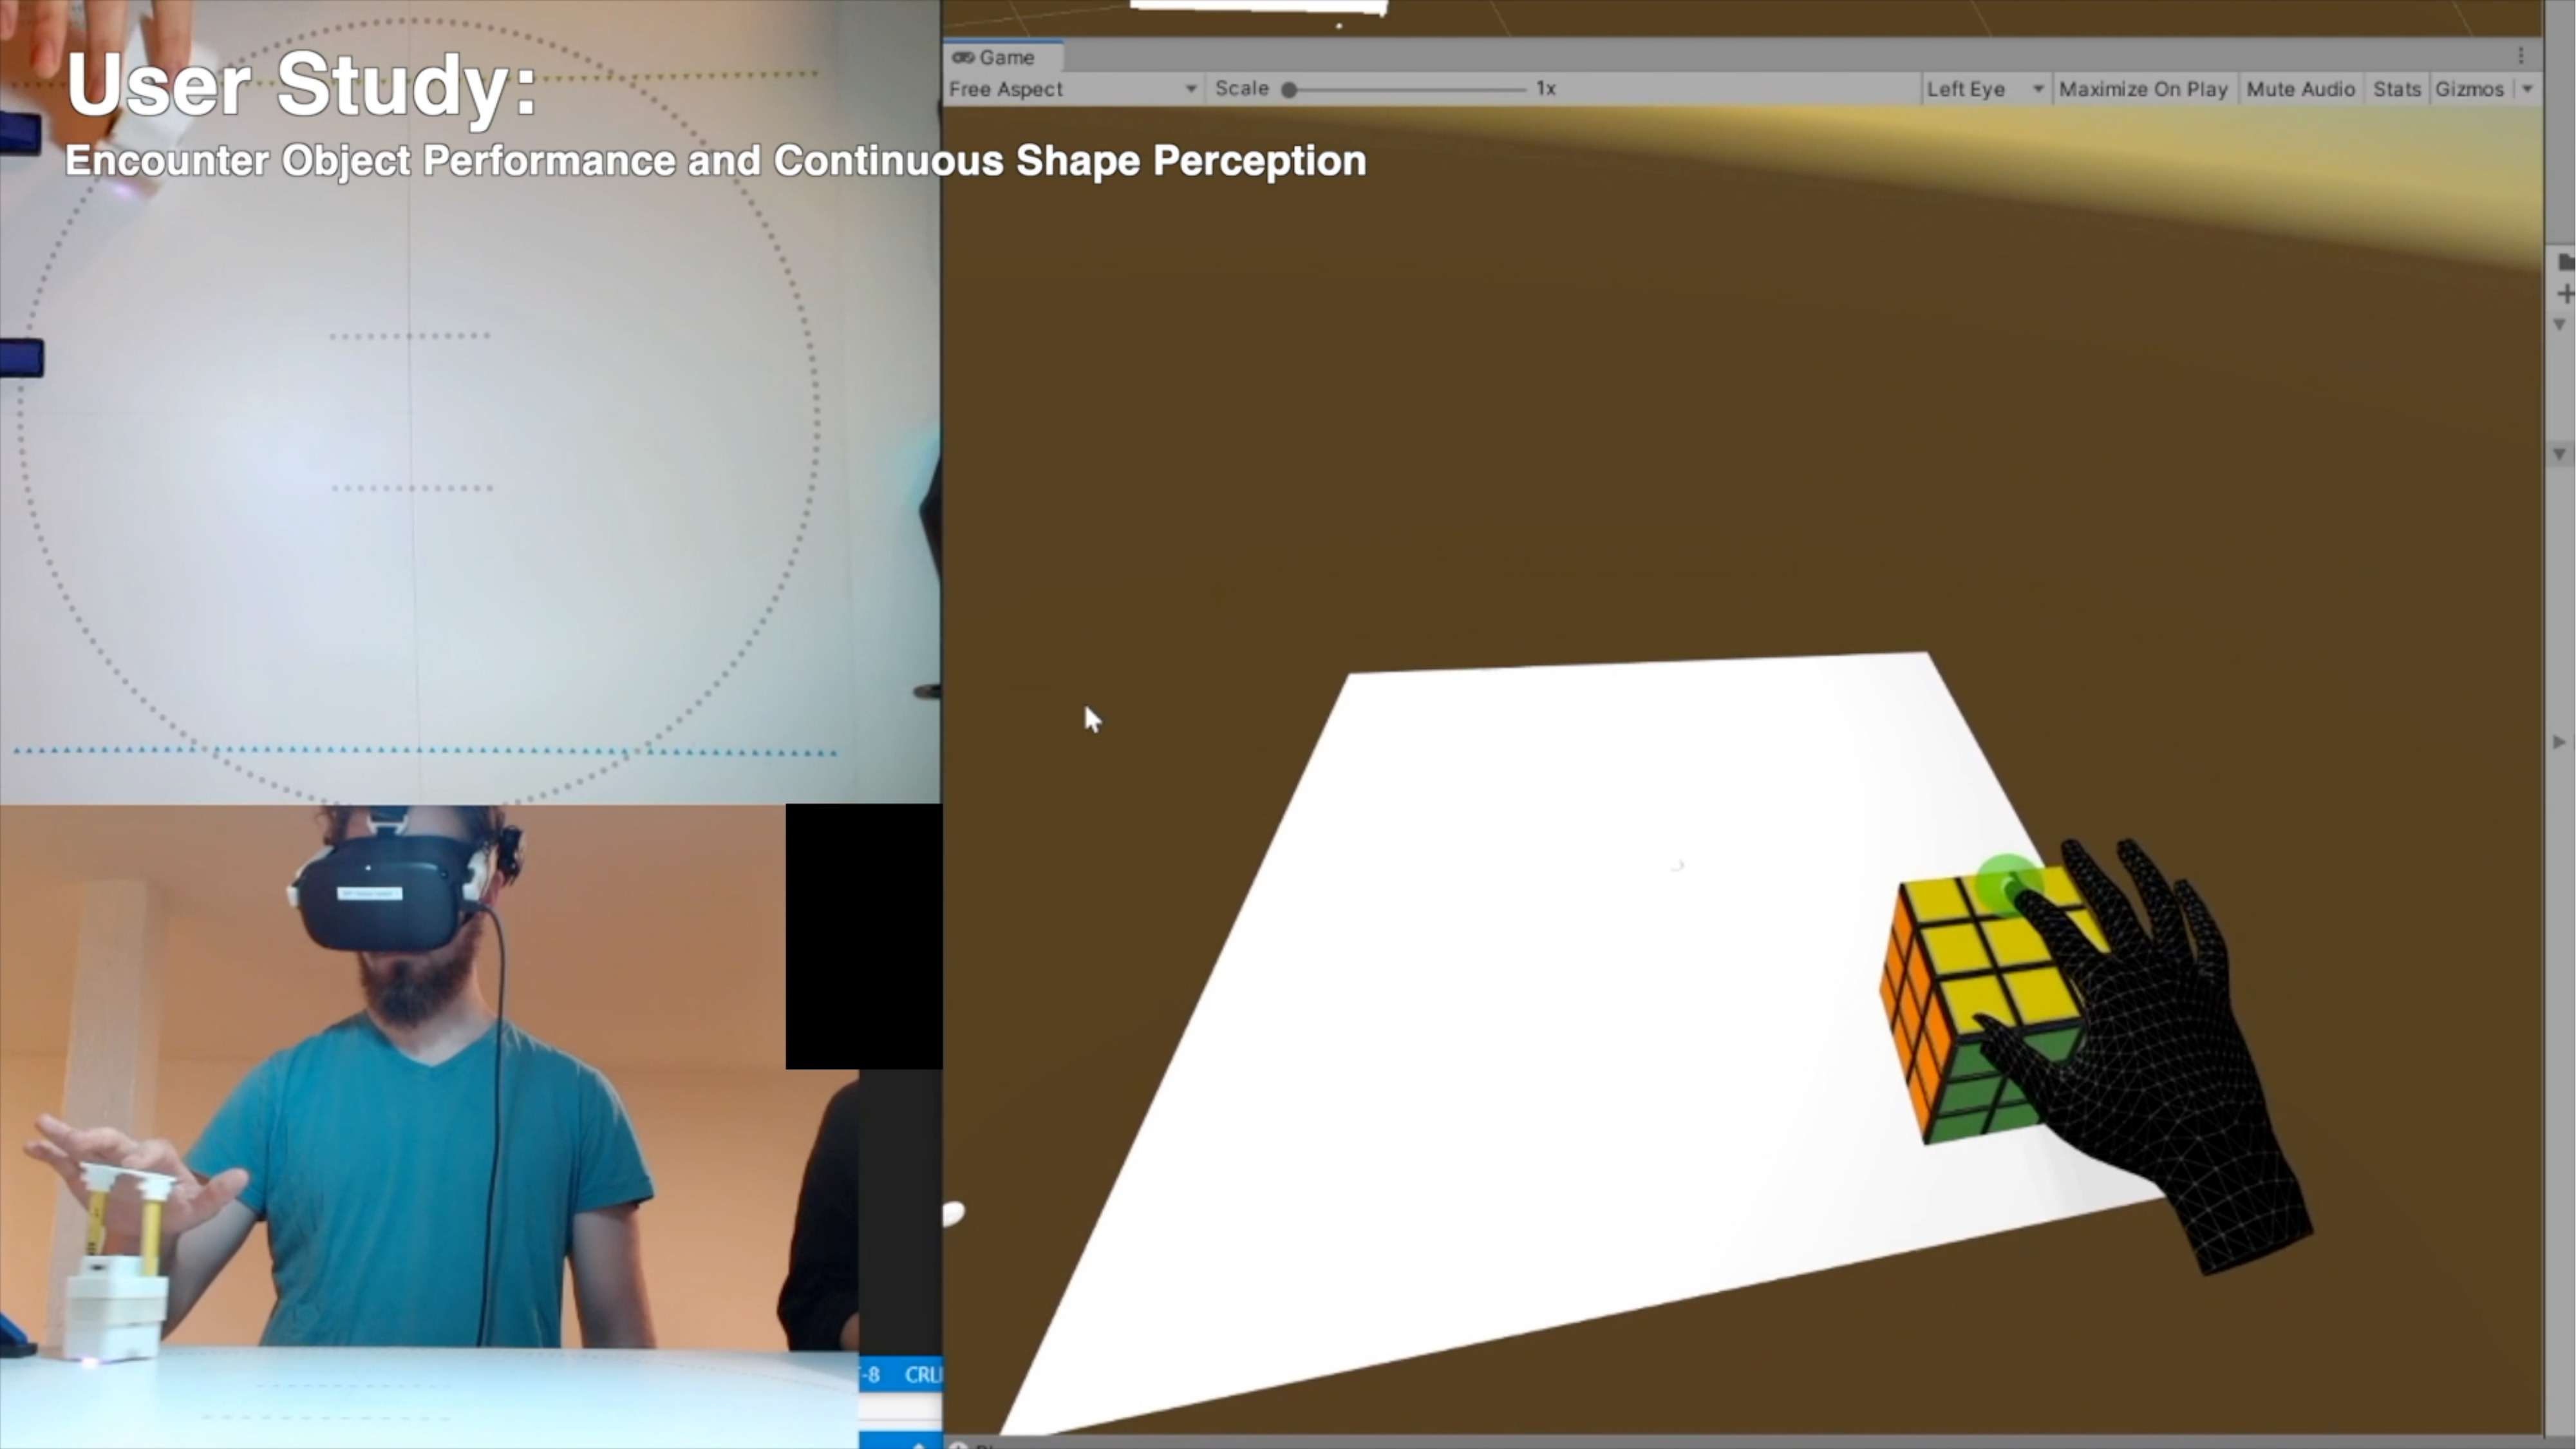 User Study:
Encounter Object Performance and Continuous Shape Perception
Game
Free Aspect
Scale
1x
Left Eye
Maximize On Play
Mute Audio
Stats
Gizmos
-8
CRL